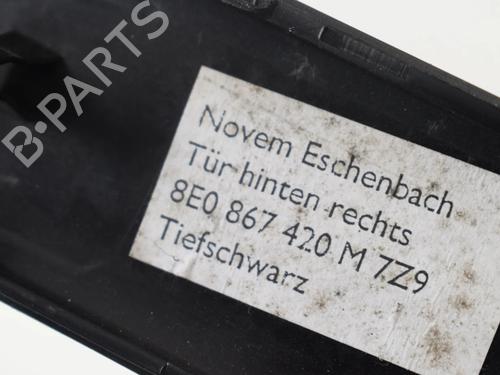 B-PARTS
Novem Eschenbach
Tür hinten rechts
8E0 867 420 M 7Z9
Tiefschwarz